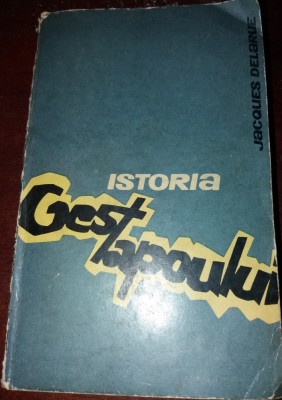 JACQUES DELARUE
ISTORIA
Gestapoului